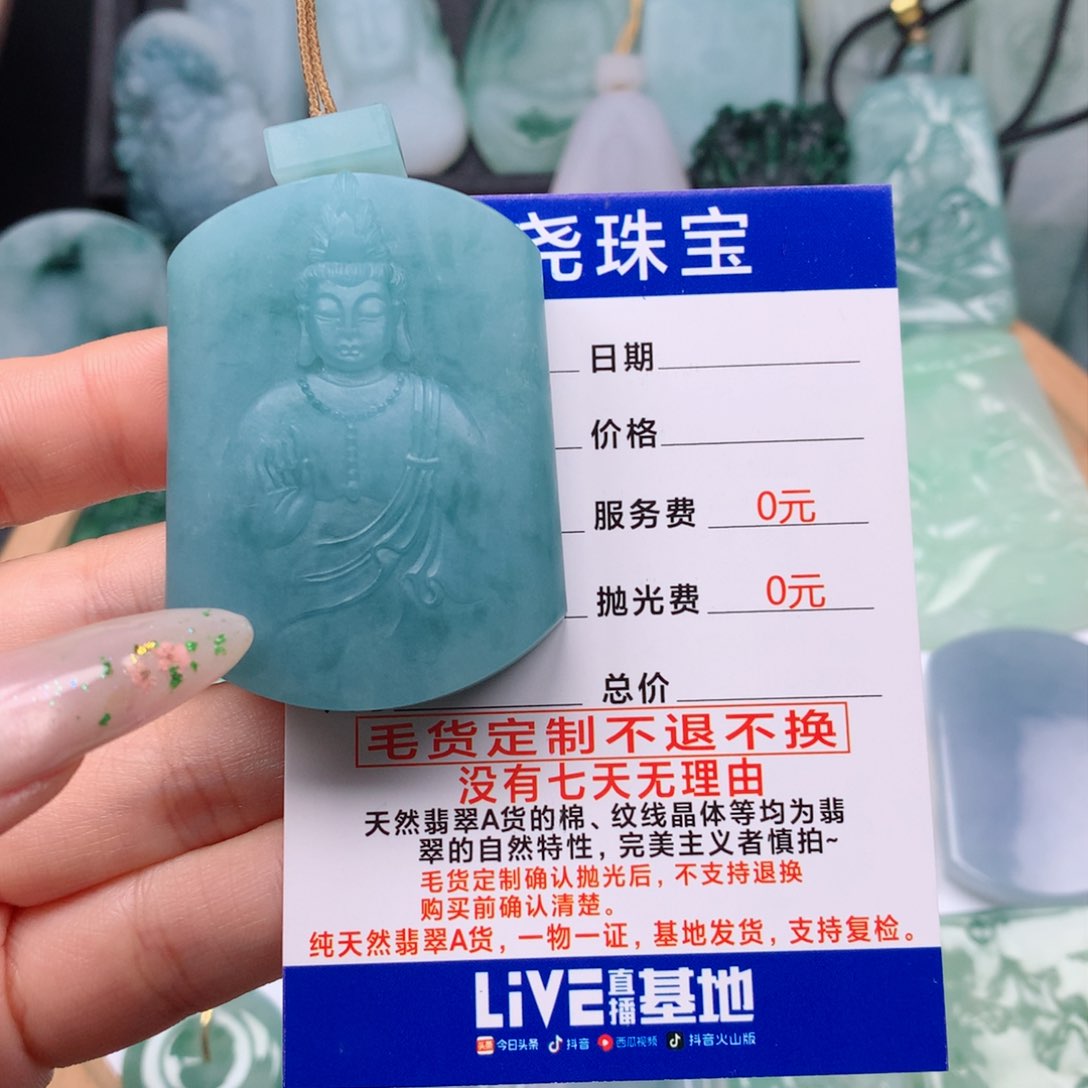 尧珠宝
日期
价格
服务费 0元
抛光费 0元
总价
毛货定制不退不换
没有七天无理由
天然翡翠A货的棉、纹线晶体等均为翡
翠的自然特性，完美主义者慎拍~
毛货定制确认抛光后，不支持退换
购买前确认清楚。
纯天然翡翠A货，一物一证，基地发货，支持复检。
LiVE直播基地
头条 今日头条 抖音 西瓜视频 抖音火山版